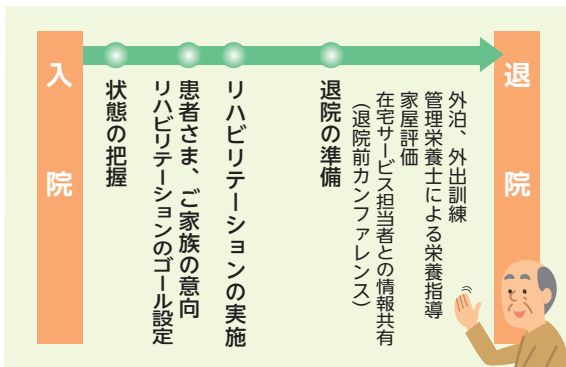 入院
状態の把握
患者さま、ご家族の意向
リハビリテーションのゴール設定
リハビリテーションの実施
退院の準備
外泊、外出訓練
管理栄養士による栄養指導
家屋評価
在宅サービス担当者との情報共有
（退院前カンファレンス）
退院